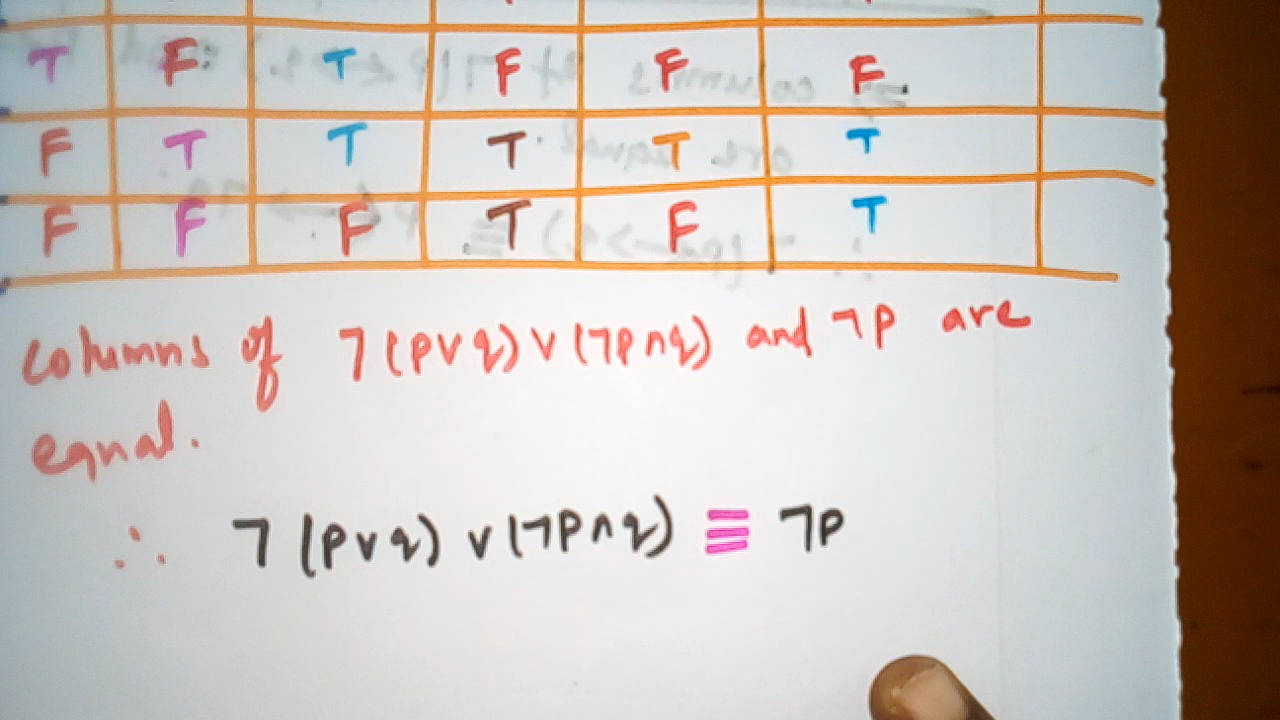 T F T F F F
F T T T T T
F F F T F T
columns of ¬(p∨q)∨(¬p∧q) and ¬p are
equal.
∴ ¬(p∨q)∨(¬p∧q) ≡ ¬p